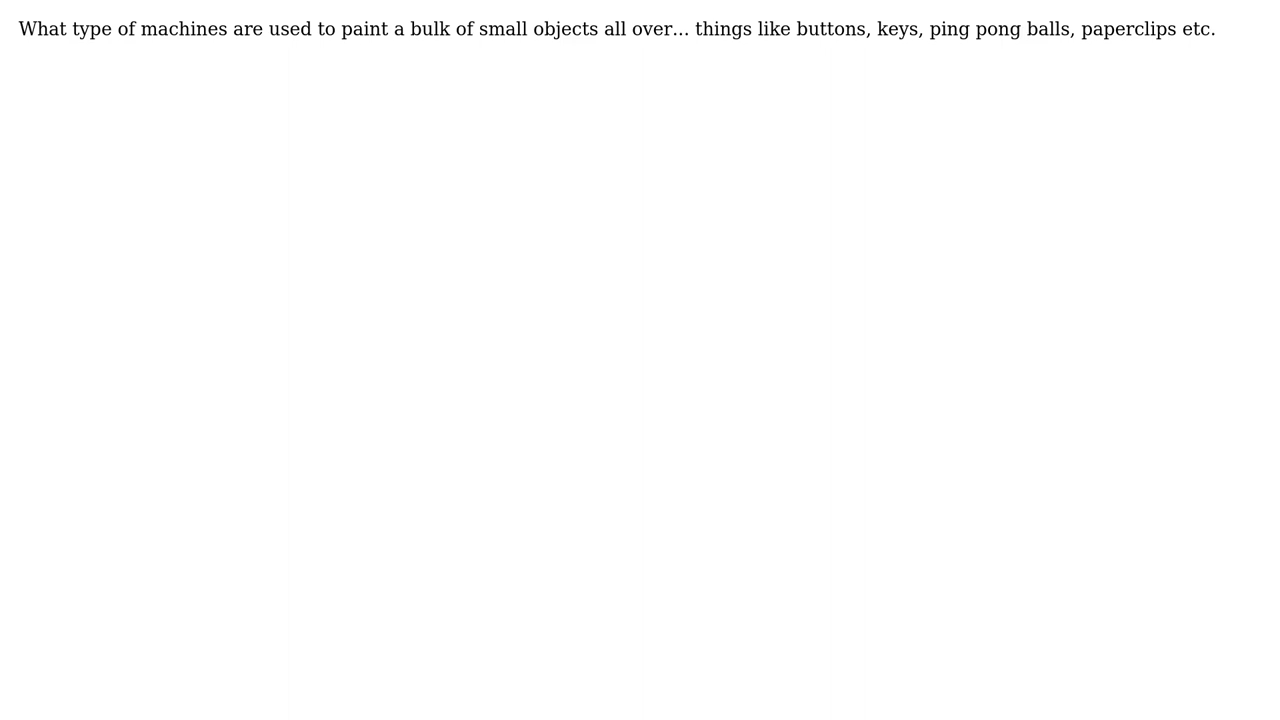 What type of machines are used to paint a bulk of small objects all over... things like buttons, keys, ping pong balls, paperclips etc.